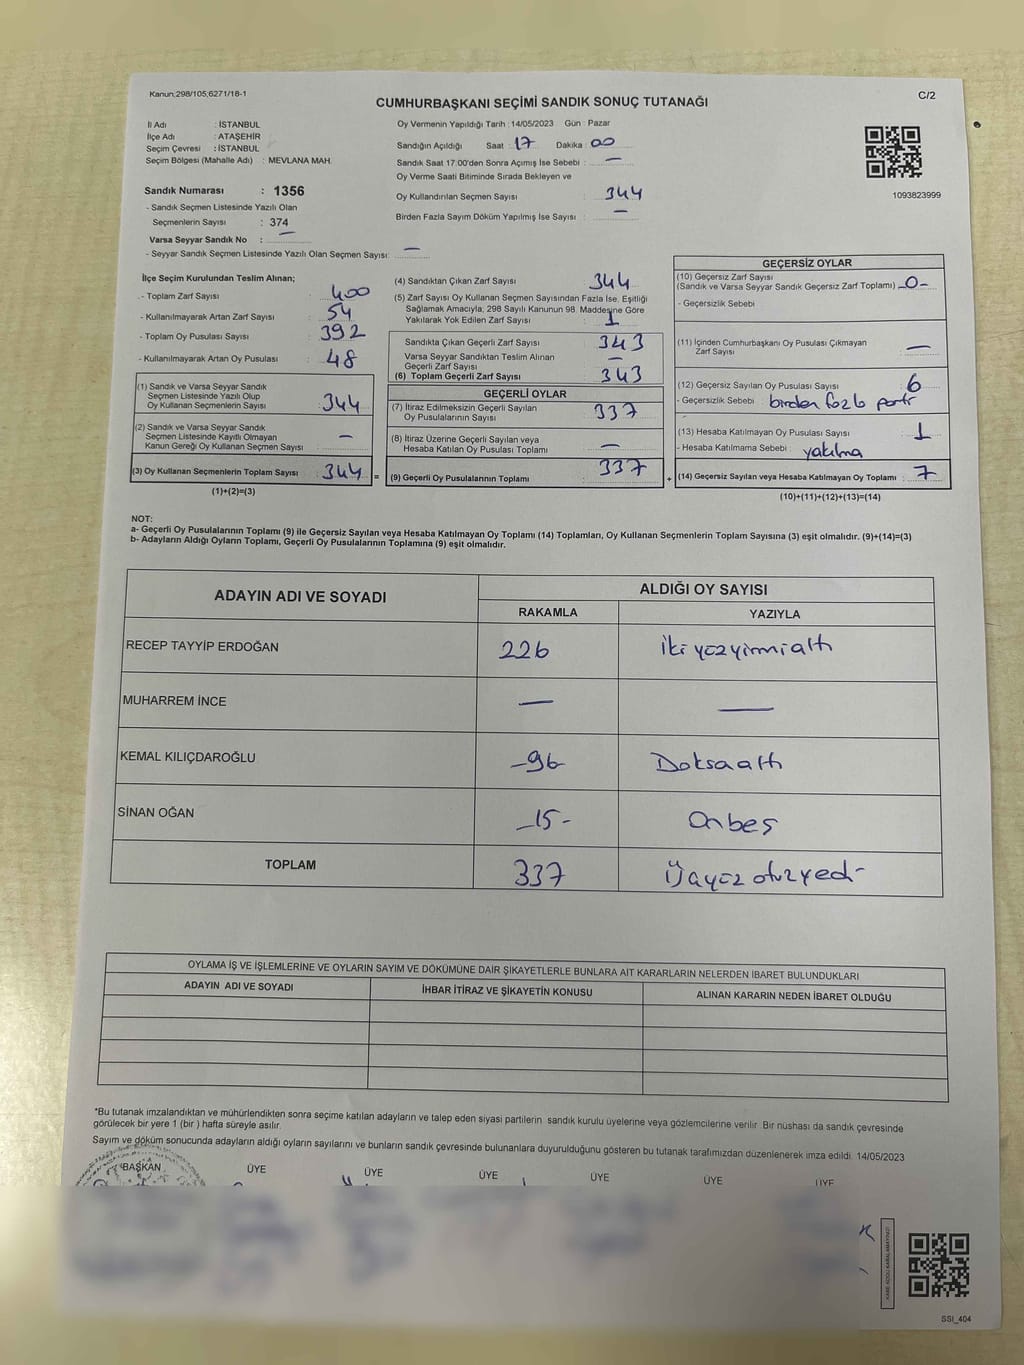 Kanun;298/105;6271/18-1
CUMHURBAŞKANI SEÇİMİ SANDIK SONUÇ TUTANAĞI
C/2
İl Adı : İSTANBUL
İlçe Adı : ATAŞEHİR
Seçim Çevresi : İSTANBUL
Seçim Bölgesi (Mahalle Adı) : MEVLANA MAH.
Sandık Numarası : 1356
- Sandık Seçmen Listesinde Yazılı Olan
Seçmenlerin Sayısı : 374
Varsa Seyyar Sandık No : —
- Seyyar Sandık Seçmen Listesinde Yazılı Olan Seçmen Sayısı: —
Oy Vermenin Yapıldığı Tarih : 14/05/2023 Gün : Pazar
Sandığın Açıldığı Saat : 17 Dakika : 00
Sandık Saat 17:00'den Sonra Açımış İse Sebebi : —
Oy Verme Saati Bitiminde Sırada Bekleyen ve
Oy Kullandırılan Seçmen Sayısı : 344
Birden Fazla Sayım Döküm Yapılmış İse Sayısı : —
1093823999
İlçe Seçim Kurulundan Teslim Alınan;
- Toplam Zarf Sayısı : 400
- Kullanılmayarak Artan Zarf Sayısı : 54
- Toplam Oy Pusulası Sayısı : 392
- Kullanılmayarak Artan Oy Pusulası : 48
(1) Sandık ve Varsa Seyyar Sandık
Seçmen Listesinde Yazılı Olup
Oy Kullanan Seçmenlerin Sayısı : 344
(2) Sandık ve Varsa Seyyar Sandık
Seçmen Listesinde Kayıtlı Olmayan
Kanun Gereği Oy Kullanan Seçmen Sayısı : —
(3) Oy Kullanan Seçmenlerin Toplam Sayısı : 344 =
(1)+(2)=(3)
(4) Sandıktan Çıkan Zarf Sayısı : 344
(5) Zarf Sayısı Oy Kullanan Seçmen Sayısından Fazla İse, Eşitliği
Sağlamak Amacıyla; 298 Sayılı Kanunun 98. Maddesine Göre
Yakılarak Yok Edilen Zarf Sayısı : 1
Sandıkta Çıkan Geçerli Zarf Sayısı : 343
Varsa Seyyar Sandıktan Teslim Alınan
Geçerli Zarf Sayısı : —
(6) Toplam Geçerli Zarf Sayısı : 343
GEÇERLİ OYLAR
(7) İtiraz Edilmeksizin Geçerli Sayılan
Oy Pusulalarının Sayısı : 337
(8) İtiraz Üzerine Geçerli Sayılan veya
Hesaba Katılan Oy Pusulası Toplamı : —
(9) Geçerli Oy Pusulalarının Toplamı : 337 +
GEÇERSİZ OYLAR
(10) Geçersiz Zarf Sayısı
(Sandık ve Varsa Seyyar Sandık Geçersiz Zarf Toplamı) : -0-
- Geçersizlik Sebebi :
(11) İçinden Cumhurbaşkanı Oy Pusulası Çıkmayan
Zarf Sayısı : —
(12) Geçersiz Sayılan Oy Pusulası Sayısı : 6
- Geçersizlik Sebebi : birden fazla parti
(13) Hesaba Katılmayan Oy Pusulası Sayısı : 1
- Hesaba Katılmama Sebebi : yakılma
(14) Geçersiz Sayılan veya Hesaba Katılmayan Oy Toplamı : 7
(10)+(11)+(12)+(13)=(14)
NOT:
a- Geçerli Oy Pusulalarının Toplamı (9) ile Geçersiz Sayılan veya Hesaba Katılmayan Oy Toplamı (14) Toplamları, Oy Kullanan Seçmenlerin Toplam Sayısına (3) eşit olmalıdır. (9)+(14)=(3)
b- Adayların Aldığı Oyların Toplamı, Geçerli Oy Pusulalarının Toplamına (9) eşit olmalıdır.
ADAYIN ADI VE SOYADI
ALDIĞI OY SAYISI
RAKAMLA YAZIYLA
RECEP TAYYİP ERDOĞAN 226 İkiyüzyirmialtı
MUHARREM İNCE — —
KEMAL KILIÇDAROĞLU -96 Doksaaltı
SİNAN OĞAN -15- Onbeş
TOPLAM 337 Üçyüz otuzyedi
OYLAMA İŞ VE İŞLEMLERİNE VE OYLARIN SAYIM VE DÖKÜMÜNE DAİR ŞİKAYETLERLE BUNLARA AİT KARARLARIN NELERDEN İBARET BULUNDUKLARI
ADAYIN ADI VE SOYADI İHBAR İTİRAZ VE ŞİKAYETİN KONUSU ALINAN KARARIN NEDEN İBARET OLDUĞU
*Bu tutanak imzalandıktan ve mühürlendikten sonra seçime katılan adayların ve talep eden siyasi partilerin sandık kurulu üyelerine veya gözlemcilerine verilir. Bir nüshası da sandık çevresinde
görülecek bir yere 1 (bir ) hafta süreyle asılır.
Sayım ve döküm sonucunda adayların aldığı oyların sayılarını ve bunların sandık çevresinde bulunanlara duyurulduğunu gösteren bu tutanak tarafımızdan düzenlenerek imza edildi. 14/05/2023
BAŞKAN ÜYE ÜYE ÜYE ÜYE ÜYE ÜYE
SSI_404